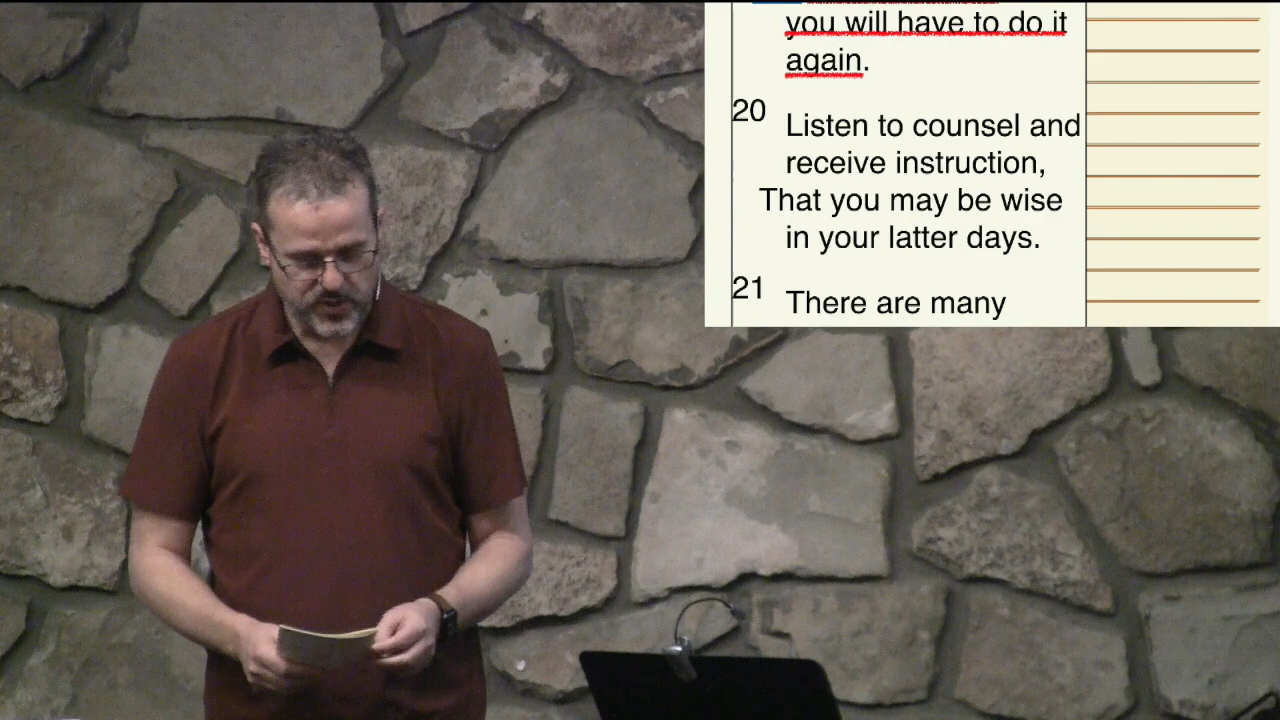 you will have to do it
again.
20
Listen to counsel and
receive instruction,
That you may be wise
in your latter days.
21
There are many